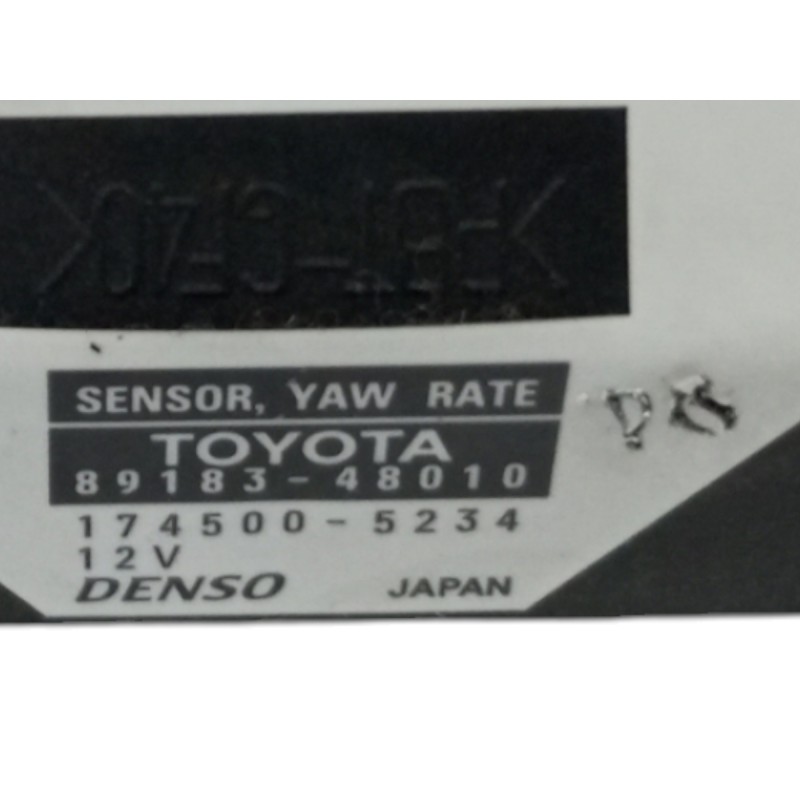 SENSOR, YAW RATE
TOYOTA
89183-48010
174500-5234
12V
DENSO JAPAN